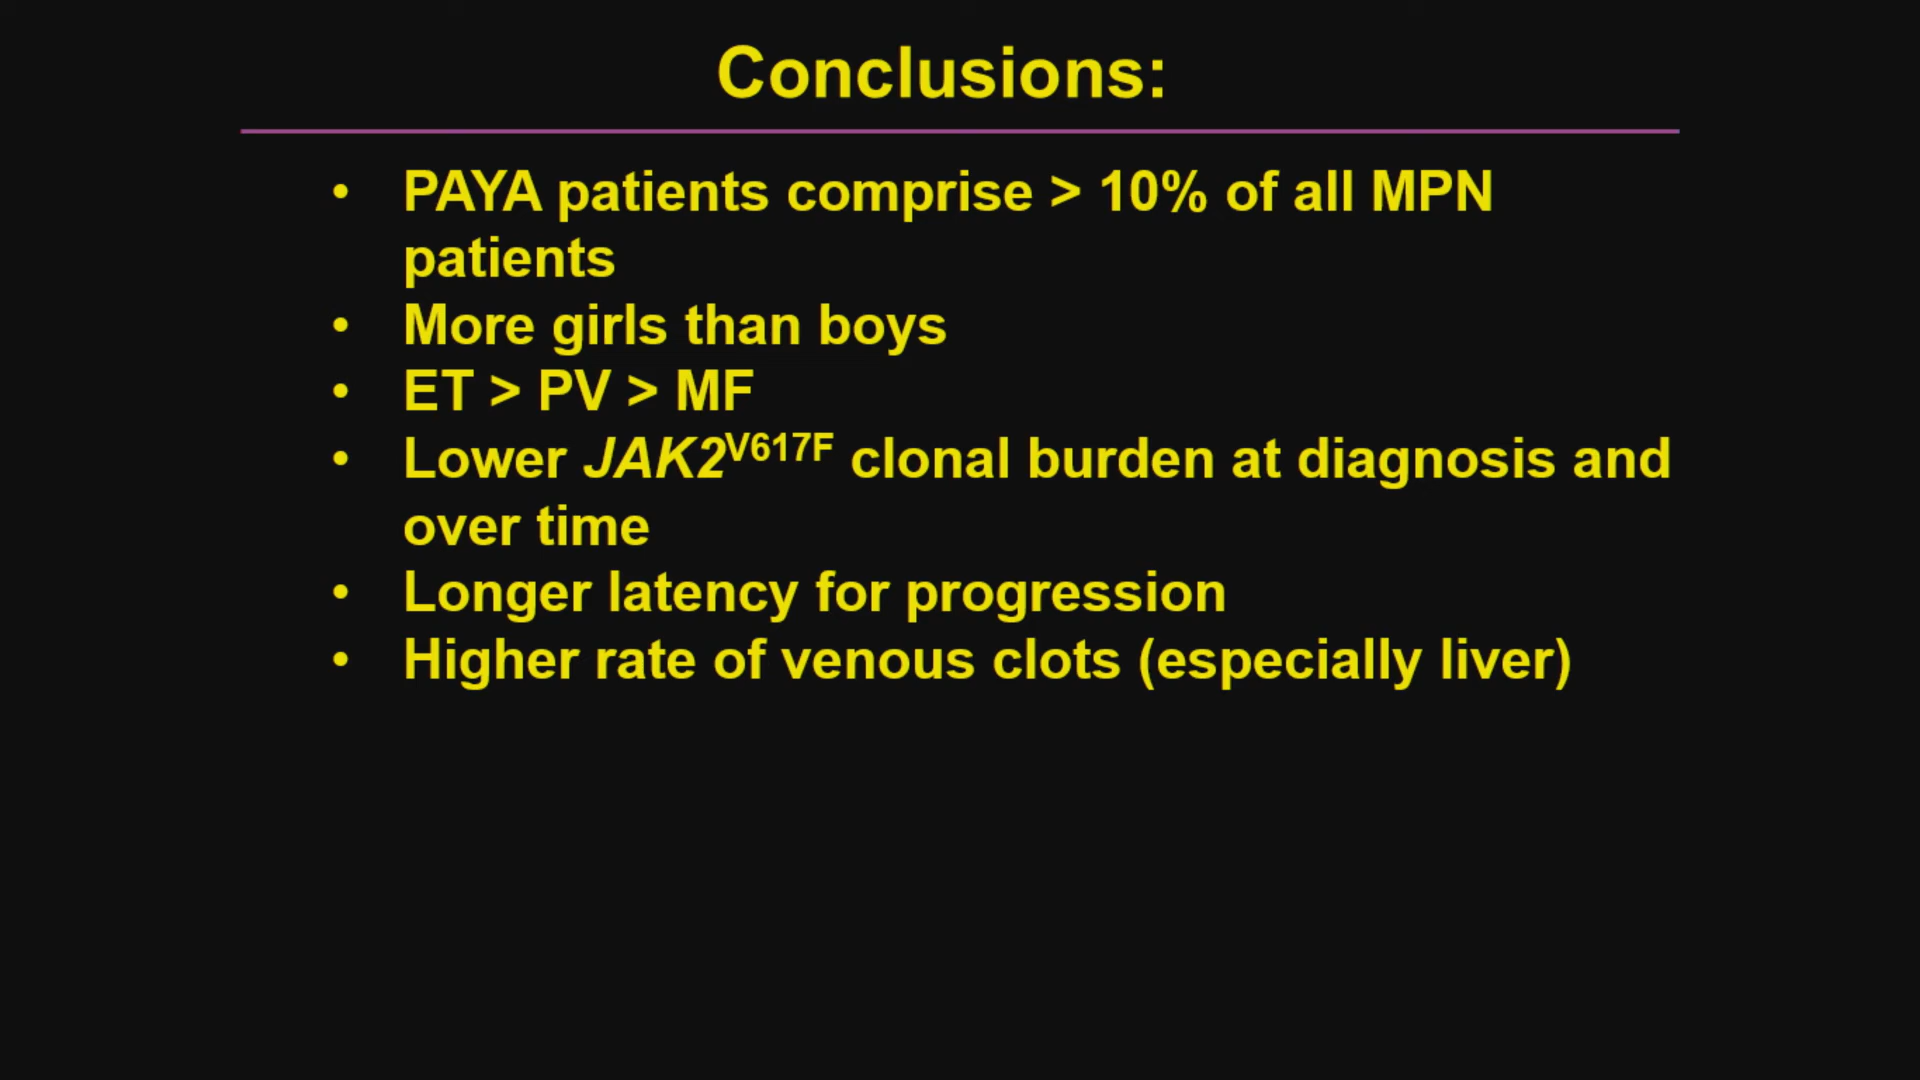 Conclusions:
• PAYA patients comprise > 10% of all MPN
patients
• More girls than boys
• ET > PV > MF
• Lower JAK2V617F clonal burden at diagnosis and
over time
• Longer latency for progression
• Higher rate of venous clots (especially liver)